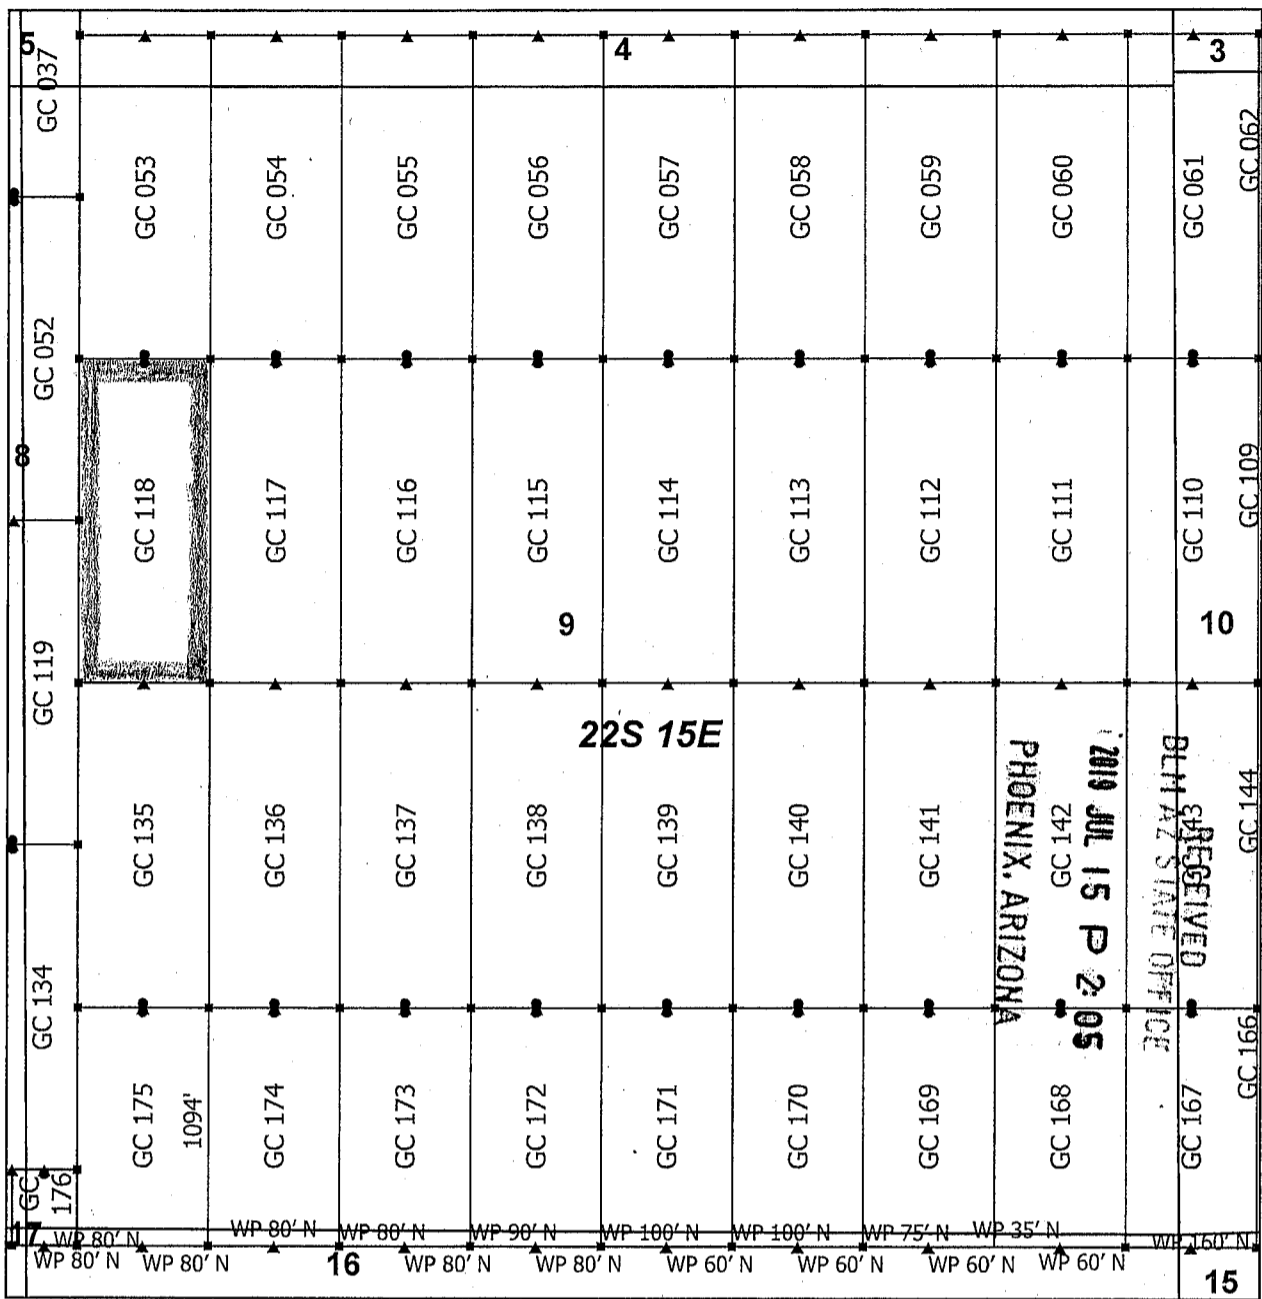 5
4
3
GC 037
GC 053
GC 054
GC 055
GC 056
GC 057
GC 058
GC 059
GC 060
GC 061
GC 062
GC 052
8
GC 118
GC 117
GC 116
GC 115
GC 114
GC 113
GC 112
GC 111
GC 110
GC 109
9
10
GC 119
22S 15E
GC 135
GC 136
GC 137
GC 138
GC 139
GC 140
GC 141
GC 142
GC 144
RECEIVED
BLM AZ STATE OFFICE
2019 JUL 15 P 2:05
PHOENIX, ARIZONA
GC 134
GC 175
1094'
GC 174
GC 173
GC 172
GC 171
GC 170
GC 169
GC 168
GC 167
GC 166
GC
176
17
WP 80' N
WP 80' N
WP 80' N
WP 90' N
WP 100' N
WP 100' N
WP 75' N
WP 35' N
WP 160' N
WP 80' N
WP 80' N
16
WP 80' N
WP 80' N
WP 60' N
WP 60' N
WP 60' N
WP 60' N
15